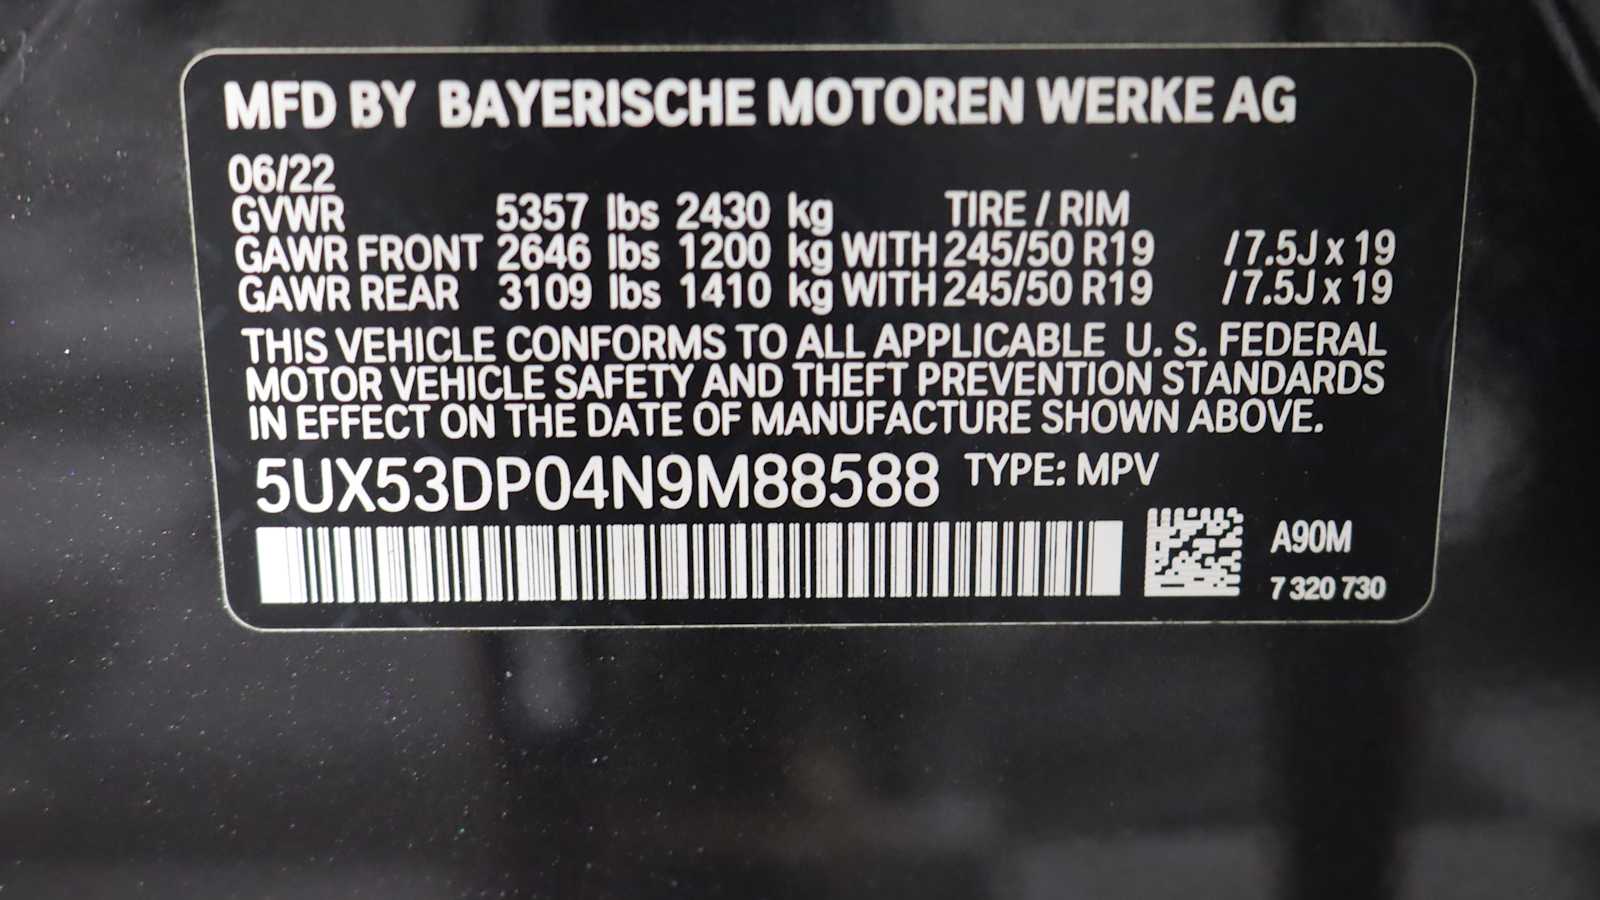 MFD BY BAYERISCHE MOTOREN WERKE AG
06/22
GVWR 5357 lbs 2430 kg TIRE / RIM
GAWR FRONT 2646 lbs 1200 kg WITH 245/50 R19 /7.5J x 19
GAWR REAR 3109 lbs 1410 kg WITH 245/50 R19 /7.5J x 19
THIS VEHICLE CONFORMS TO ALL APPLICABLE U. S. FEDERAL
MOTOR VEHICLE SAFETY AND THEFT PREVENTION STANDARDS
IN EFFECT ON THE DATE OF MANUFACTURE SHOWN ABOVE.
5UX53DP04N9M88588 TYPE: MPV
A90M
7 320 730